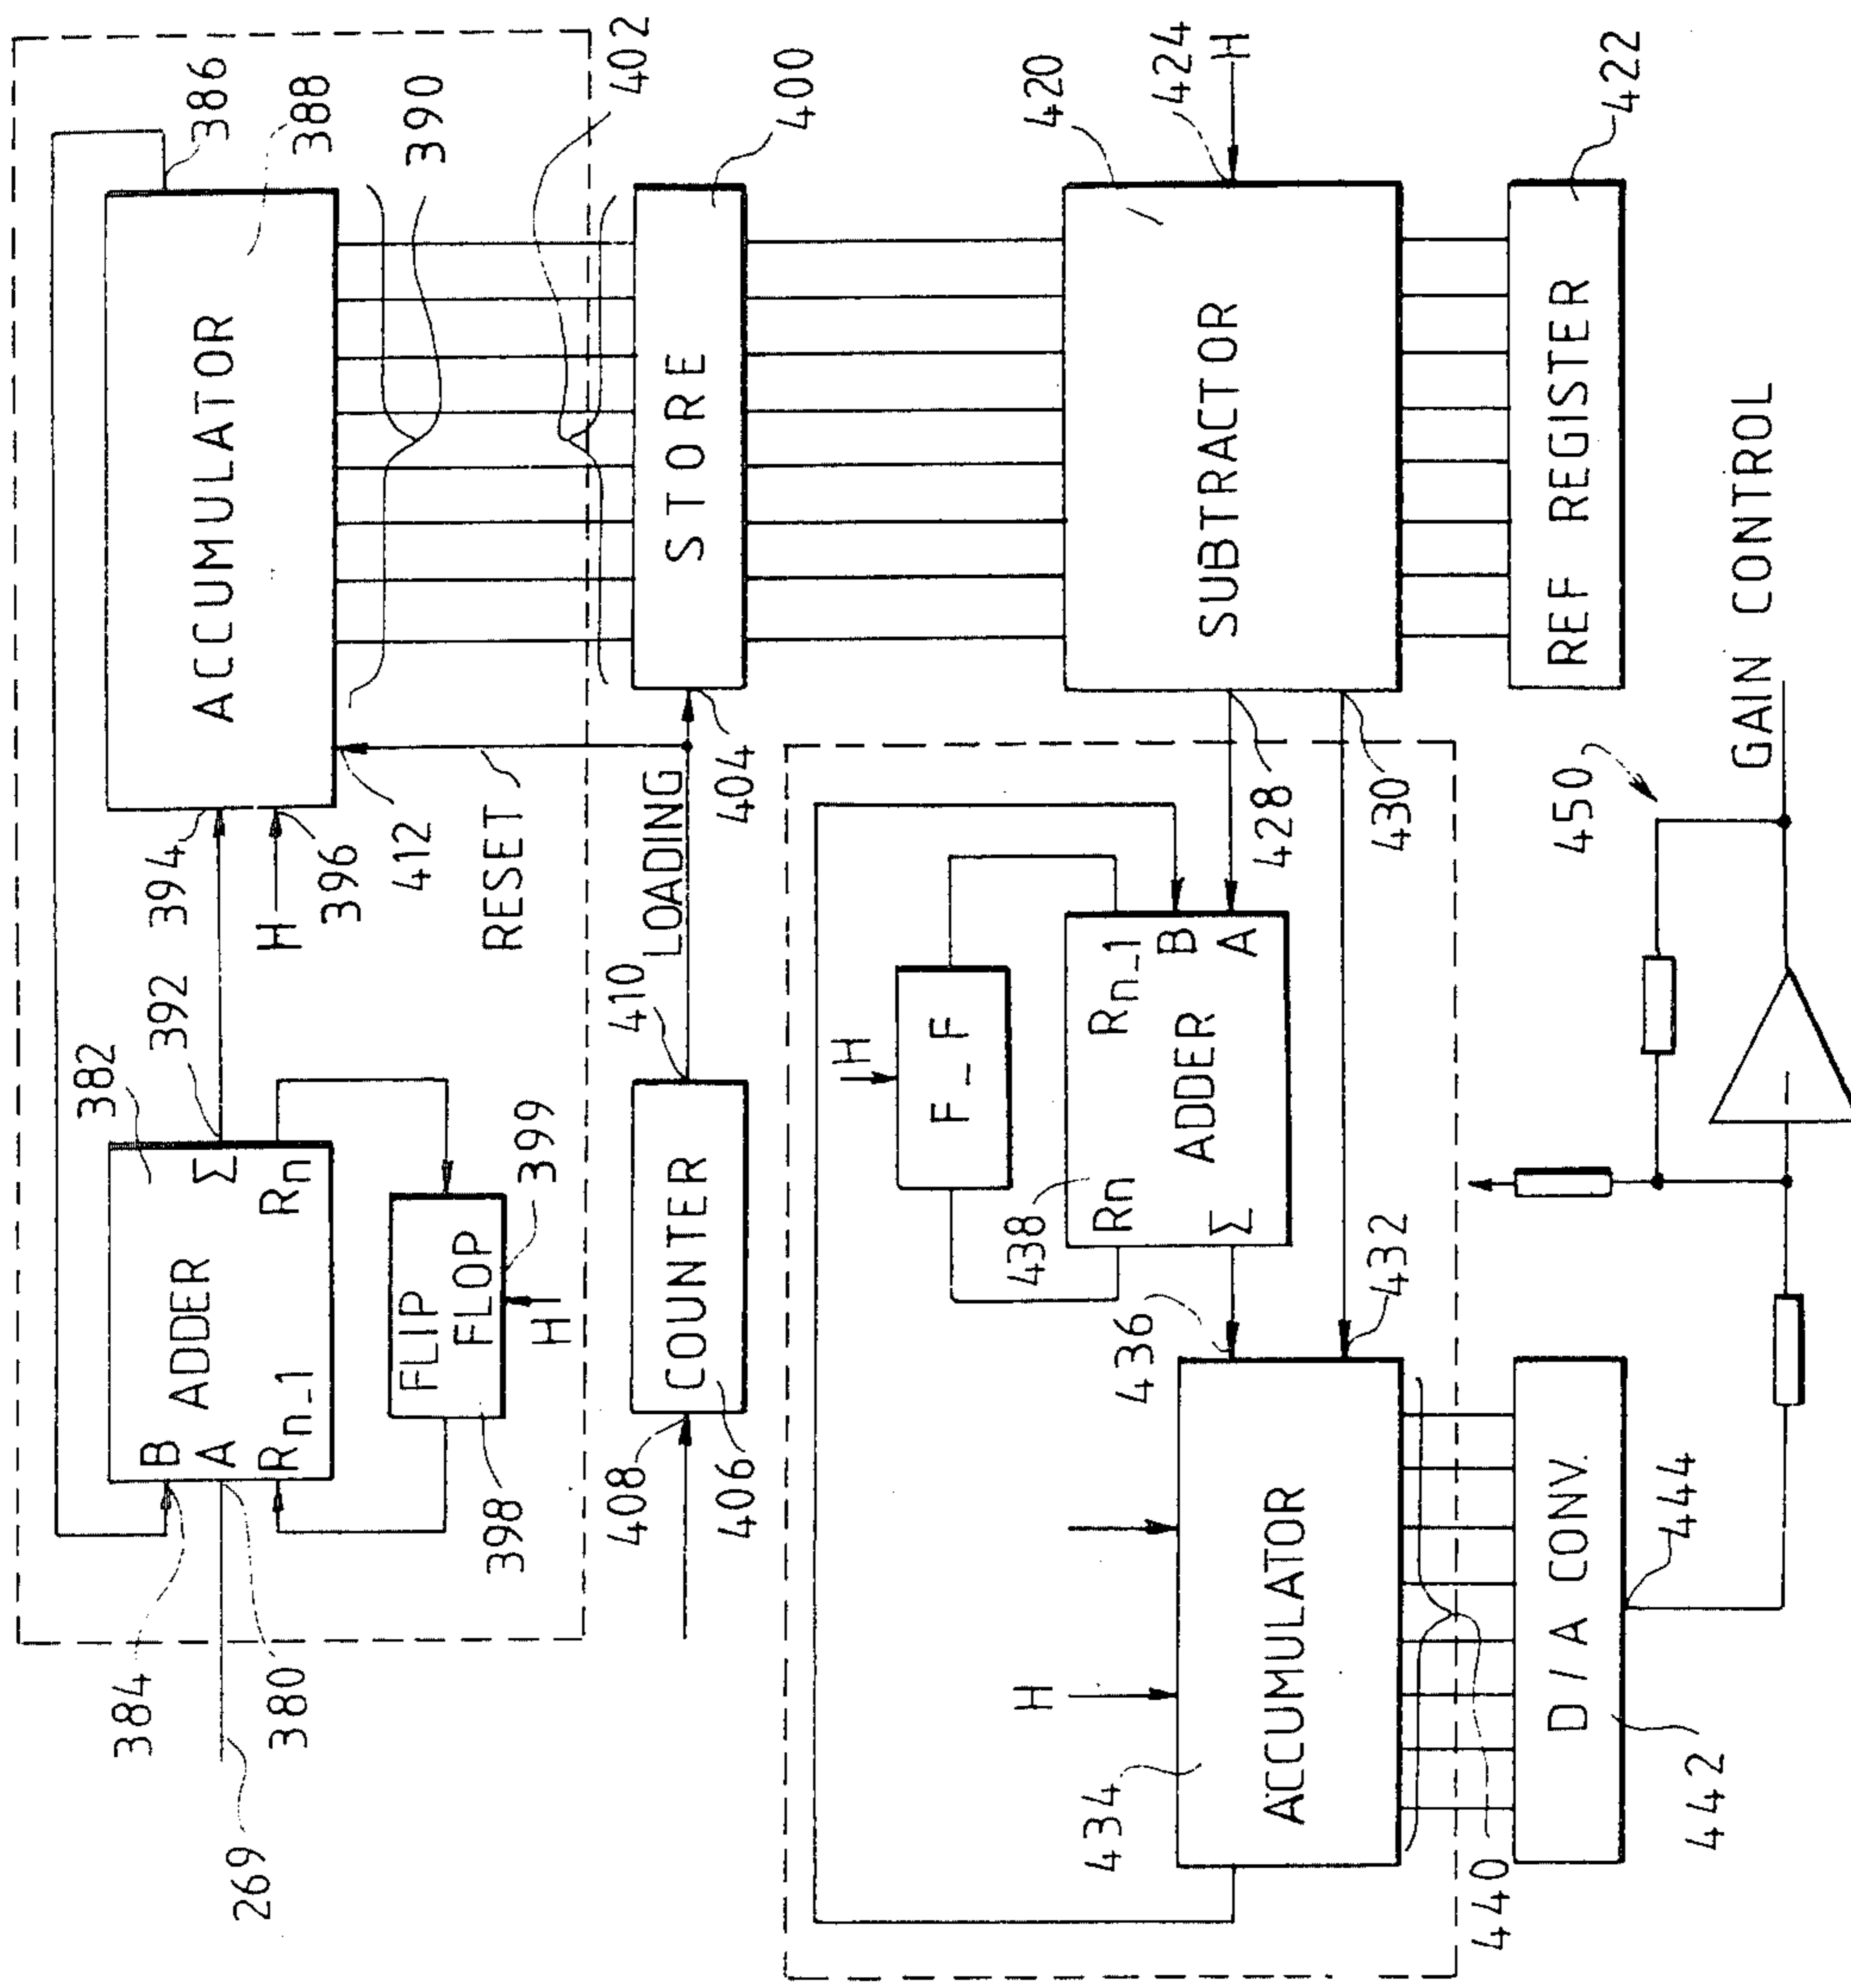 269
384
380
B
A
Rn-1
ADDER
Σ
Rn
382
392
394
H
396
412
FLIP
FLOP
398
399
H
ACCUMULATOR
386
388
390
402
RESET
LOADING
408
406
COUNTER
410
404
STORE
400
SUBTRACTOR
420
424
H
428
430
REF REGISTER
422
H
F-F
Rn-1
B
A
ADDER
Rn
Σ
438
436
432
H
434
ACCUMULATOR
440
D/A CONV.
442
444
450
GAIN CONTROL